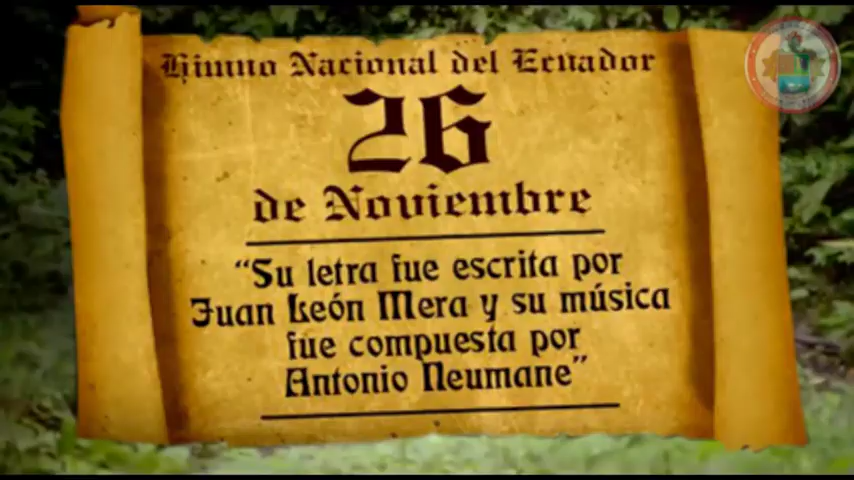 Himno Nacional del Ecuador
26
de Noviembre
“Su letra fue escrita por
Juan León Mera y su música
fue compuesta por
Antonio Neumane”